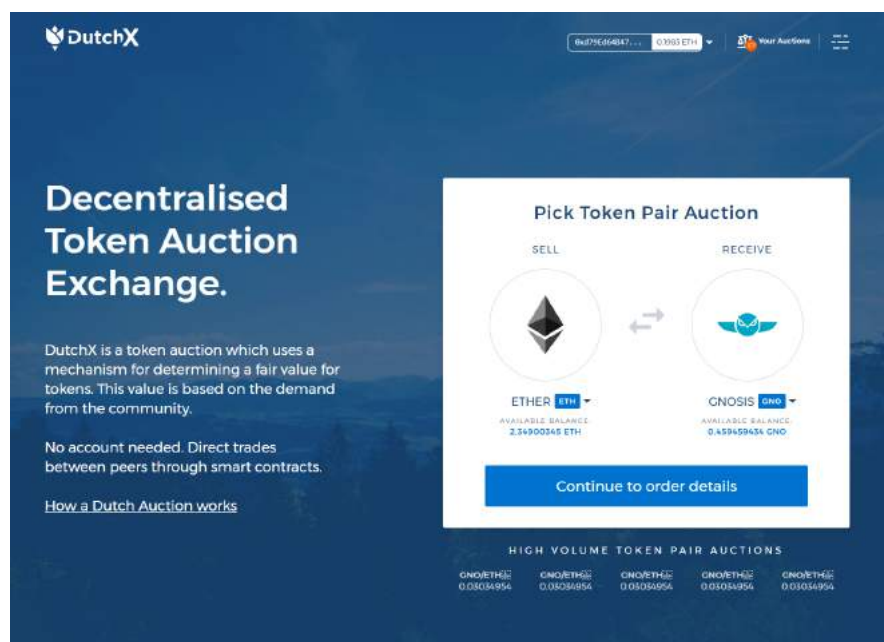 DutchX
0.1983 ETH
Your Auctions
Decentralised
Token Auction
Exchange.
DutchX is a token auction which uses a
mechanism for determining a fair value for
tokens. This value is based on the demand
from the community.
No account needed. Direct trades
between peers through smart contracts.
How a Dutch Auction works
Pick Token Pair Auction
SELL
RECEIVE
ETHER ETH
GNOSIS GNO
AVAILABLE BALANCE
AVAILABLE BALANCE
2,34900345 ETH
0,459459434 GNO
Continue to order details
HIGH VOLUME TOKEN PAIR AUCTIONS
GNO/ETH GNO/ETH GNO/ETH GNO/ETH GNO/ETH
0.03034954 0.03034954 0.03034954 0.03034954 0.03034954